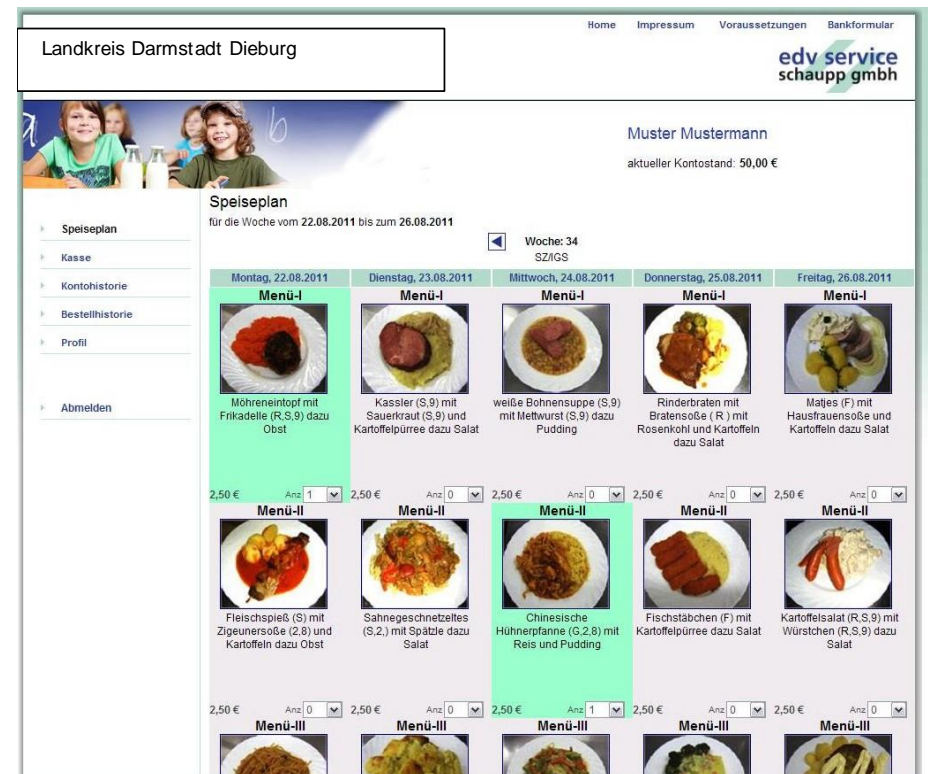 Home Impressum Voraussetzungen Bankformular
Landkreis Darmstadt Dieburg
edv service
schaupp gmbh
a b
Muster Mustermann
aktueller Kontostand: 50,00 €
Speiseplan
für die Woche vom 22.08.2011 bis zum 26.08.2011
Woche: 34
SZ/IGS
Speiseplan
Kasse
Kontohistorie
Bestellhistorie
Profil
Abmelden
Montag, 22.08.2011 Dienstag, 23.08.2011 Mittwoch, 24.08.2011 Donnerstag, 25.08.2011 Freitag, 26.08.2011
Menü-I Menü-I Menü-I Menü-I Menü-I
Möhreneintopf mit Kassler (S,9) mit weiße Bohnensuppe (S,9) Rinderbraten mit Matjes (F) mit
Frikadelle (R,S,9) dazu Sauerkraut (S,9) und mit Mettwurst (S,9) dazu Bratensoße ( R ) mit Hausfrauensoße und
Obst Kartoffelpürree dazu Salat Pudding Rosenkohl und Kartoffeln Kartoffeln dazu Salat
dazu Salat
2,50 € Anz 1 2,50 € Anz 0 2,50 € Anz 0 2,50 € Anz 0 2,50 € Anz 0
Menü-II Menü-II Menü-II Menü-II Menü-II
Fleischspieß (S) mit Sahnegeschnetzeltes Chinesische Fischstäbchen (F) mit Kartoffelsalat (R,S,9) mit
Zigeunersoße (2,8) und (S,2,) mit Spätzle dazu Hühnerpfanne (G,2,8) mit Kartoffelpürree dazu Salat Würstchen (R,S,9) dazu
Kartoffeln dazu Obst Salat Reis und Pudding Salat
2,50 € Anz 0 2,50 € Anz 0 2,50 € Anz 1 2,50 € Anz 0 2,50 € Anz 0
Menü-III Menü-III Menü-III Menü-III Menü-III